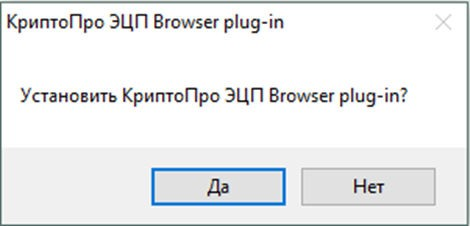 КриптоПро ЭЦП Browser plug-in
Установить КриптоПро ЭЦП Browser plug-in?
Да
Нет